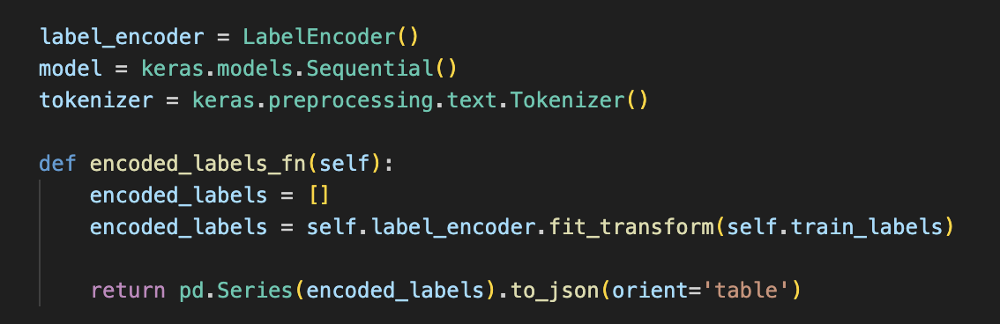 label_encoder = LabelEncoder()
model = keras.models.Sequential()
tokenizer = keras.preprocessing.text.Tokenizer()
def encoded_labels_fn(self):
    encoded_labels = []
    encoded_labels = self.label_encoder.fit_transform(self.train_labels)
    return pd.Series(encoded_labels).to_json(orient='table')